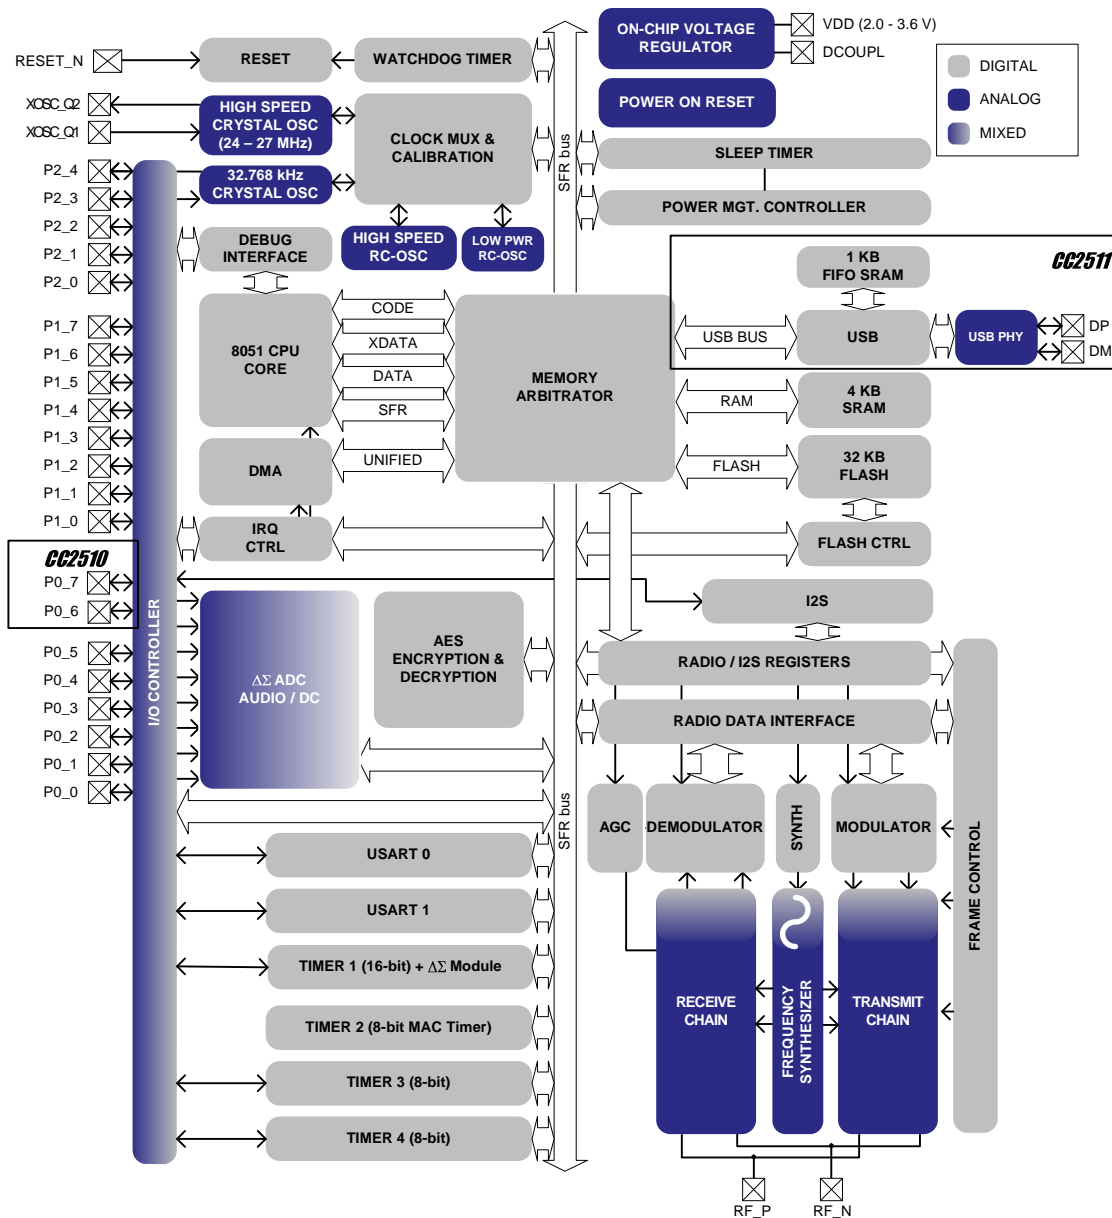 RESET_N
XOSC_Q2
XOSC_Q1
P2_4
P2_3
P2_2
P2_1
P2_0
P1_7
P1_6
P1_5
P1_4
P1_3
P1_2
P1_1
P1_0
CC2510
P0_7
P0_6
P0_5
P0_4
P0_3
P0_2
P0_1
P0_0
I/O CONTROLLER
RESET
WATCHDOG TIMER
HIGH SPEED
CRYSTAL OSC
(24 – 27 MHz)
CLOCK MUX &
CALIBRATION
32.768 kHz
CRYSTAL OSC
HIGH SPEED
RC-OSC
LOW PWR
RC-OSC
DEBUG
INTERFACE
8051 CPU
CORE
CODE
XDATA
DATA
SFR
UNIFIED
DMA
IRQ
CTRL
MEMORY
ARBITRATOR
ΔΣ ADC
AUDIO / DC
AES
ENCRYPTION &
DECRYPTION
USART 0
USART 1
TIMER 1 (16-bit) + ΔΣ Module
TIMER 2 (8-bit MAC Timer)
TIMER 3 (8-bit)
TIMER 4 (8-bit)
SFR bus
SFR bus
ON-CHIP VOLTAGE
REGULATOR
VDD (2.0 - 3.6 V)
DCOUPL
POWER ON RESET
DIGITAL
ANALOG
MIXED
SLEEP TIMER
POWER MGT. CONTROLLER
CC2511
1 KB
FIFO SRAM
USB BUS
USB
USB PHY
DP
DM
RAM
4 KB
SRAM
FLASH
32 KB
FLASH
FLASH CTRL
I2S
RADIO / I2S REGISTERS
RADIO DATA INTERFACE
AGC
DEMODULATOR
SYNTH
MODULATOR
FRAME CONTROL
RECEIVE
CHAIN
FREQUENCY
SYNTHESIZER
TRANSMIT
CHAIN
RF_P
RF_N